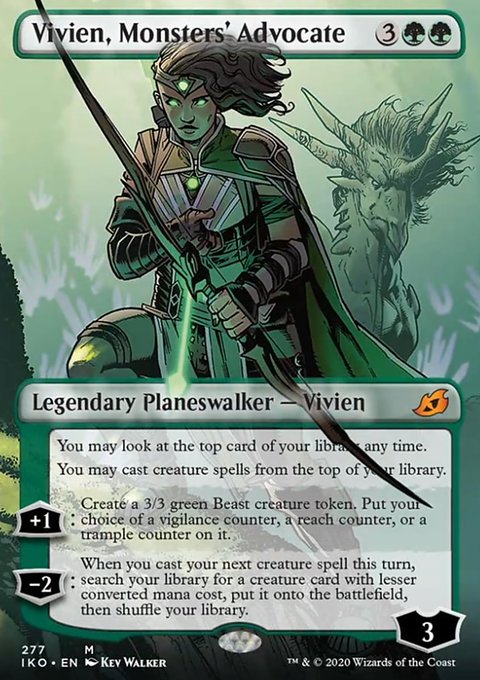 Vivien, Monsters' Advocate 3
Legendary Planeswalker — Vivien
You may look at the top card of your library any time.
You may cast creature spells from the top of your library.
+1 : Create a 3/3 green Beast creature token. Put your
choice of a vigilance counter, a reach counter, or a
trample counter on it.
-2 : When you cast your next creature spell this turn,
search your library for a creature card with lesser
converted mana cost, put it onto the battlefield,
then shuffle your library.
3
277 M
IKO • EN Kev Walker
™ & © 2020 Wizards of the Coast